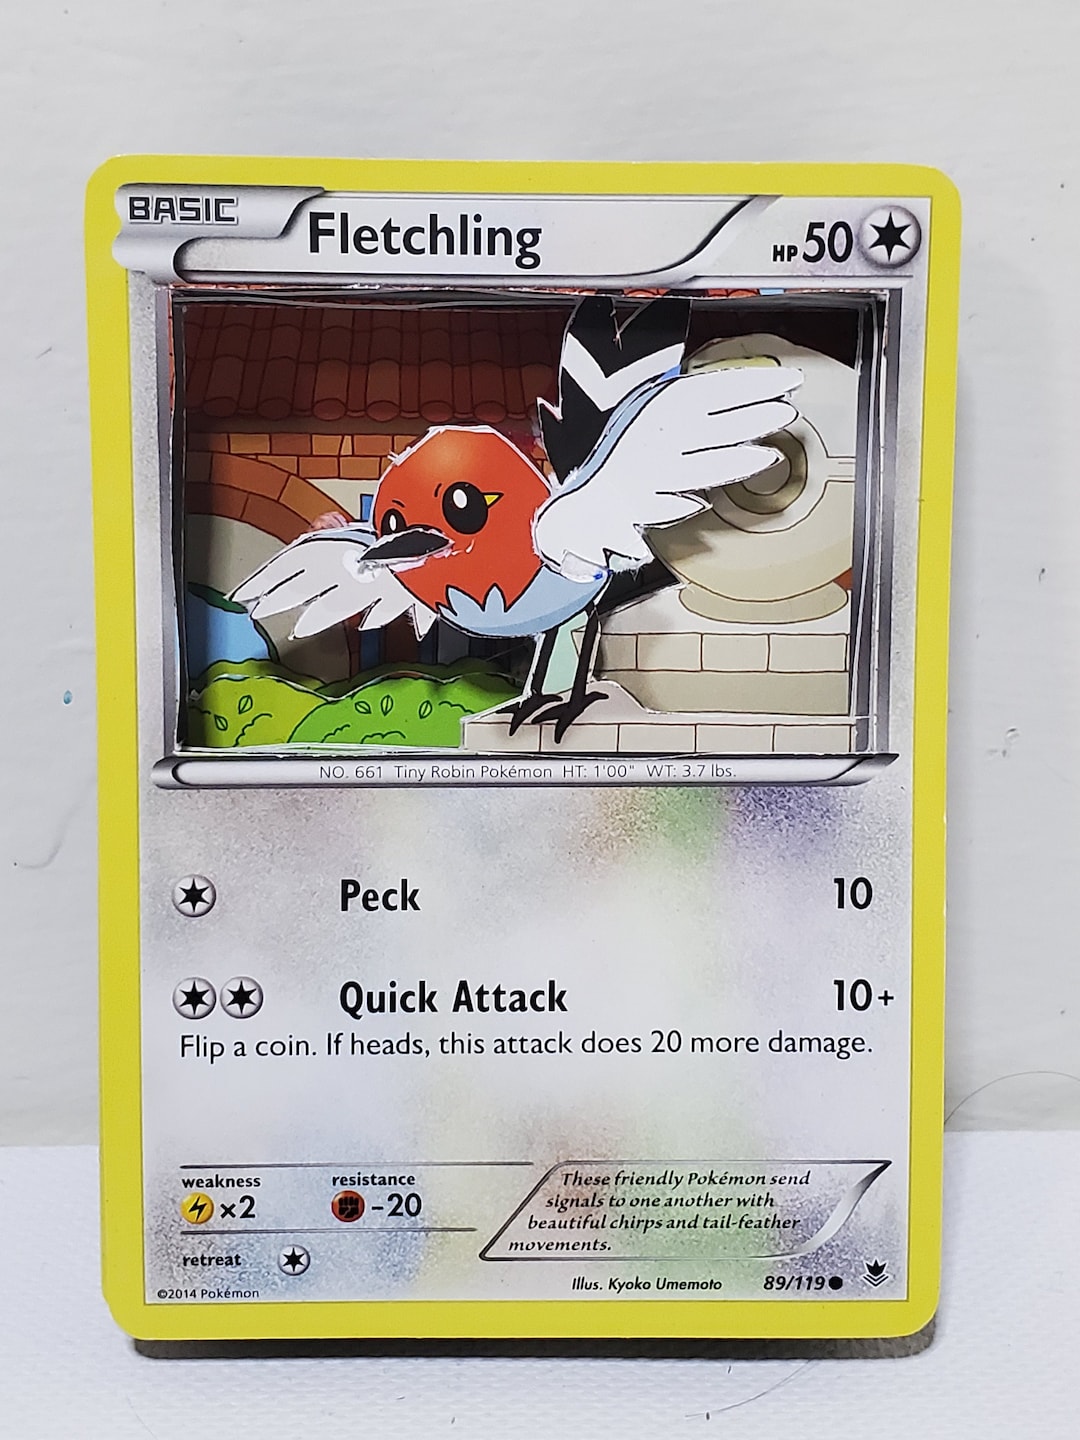 BASIC
Fletchling
HP 50
NO. 661 Tiny Robin Pokémon HT: 1'00" WT: 3.7 lbs.
Peck 10
Quick Attack 10+
Flip a coin. If heads, this attack does 20 more damage.
weakness
×2
resistance
-20
retreat
These friendly Pokémon send
signals to one another with
beautiful chirps and tail-feather
movements.
Illus. Kyoko Umemoto 89/119
©2014 Pokémon